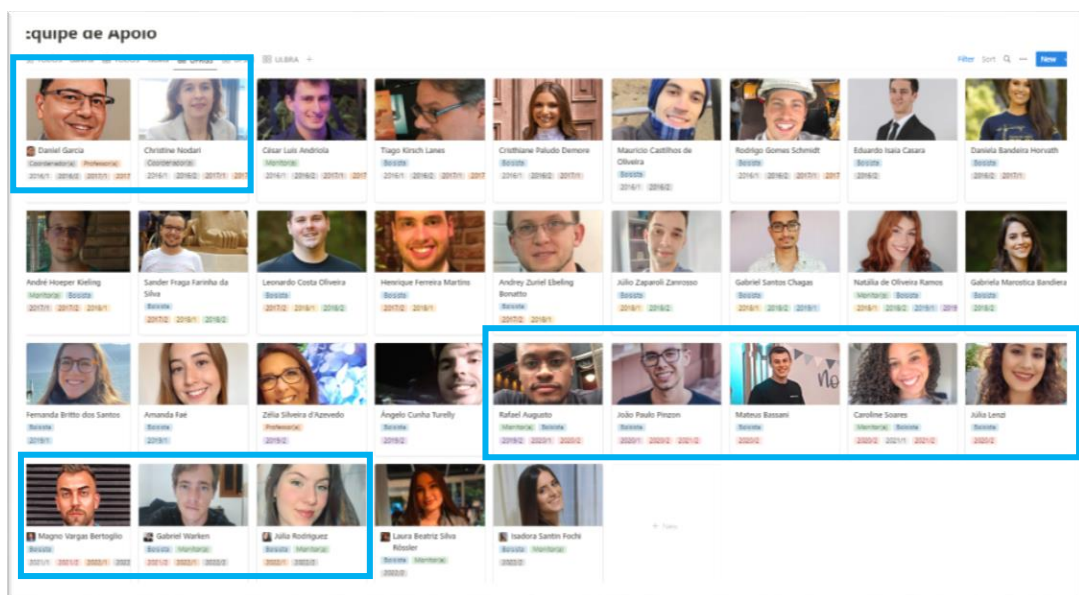 Equipe de Apoio
ULBRA +
Filter Sort New
Daniel Garcia
Coordenador(a) Professor(a)
2016/1 2016/2 2017/1 2017
Christine Nodari
Coordenador(a)
2016/1 2016/2 2017/1 2017
César Luis Andriola
Monitor(a)
2016/1 2016/2 2017/1 2017
Tiago Kirsch Lanes
Bolsista
2016/1 2016/2 2017/1 2017
Cristhiane Paludo Demore
Bolsista
2016/1 2016/2 2017/1
Maurício Castilhos de
Oliveira
Bolsista
2016/1 2016/2
Rodrigo Gomes Schmidt
Bolsista
2016/1 2016/2 2017/1 2017
Eduardo Isaia Casara
Bolsista
2016/2
Daniela Bandeira Horvath
Bolsista
2016/2 2017/1
André Hoeper Kieling
Monitor(a) Bolsista
2017/1 2017/2 2018/1
Sander Fraga Farinha da
Silva
Bolsista
2017/2 2018/1 2018/2
Leonardo Costa Oliveira
Bolsista
2017/2 2018/1 2018/2
Henrique Ferreira Martins
Bolsista
2017/2 2018/1
Andrey Zuriel Ebeling
Bonatto
Bolsista
2017/2 2018/1
Júlio Zaparoli Zanrosso
Bolsista
2018/1 2018/2
Gabriel Santos Chagas
Bolsista
2018/1 2018/2 2019/1
Natália de Oliveira Ramos
Monitor(a) Bolsista
2018/1 2018/2 2019/1 2019
Gabriela Marostica Bandiera
Bolsista
2018/2
Fernanda Britto dos Santos
Bolsista
2019/1
Amanda Faé
Bolsista
2019/1
Zélia Silveira d'Azevedo
Professor(a)
2019/2
Ângelo Cunha Turelly
Bolsista
2019/2
Rafael Augusto
Monitor(a) Bolsista
2019/2 2020/1 2020/2
João Paulo Pinzon
Bolsista
2020/1 2020/2 2021/2
Mateus Bassani
Bolsista
2020/2
Caroline Soares
Monitor(a) Bolsista
2020/2 2021/1 2021/2
Júlia Lenzi
Bolsista
2020/2
Magno Vargas Bertoglio
Bolsista
2021/1 2021/2 2022/1 2022
Gabriel Warken
Bolsista Monitor(a)
2021/2 2022/1 2022/2
Júlia Rodriguez
Bolsista Monitor(a)
2022/1 2022/2
Laura Beatriz Silva
Rössler
Bolsista Monitor(a)
2022/2
Isadora Santin Fochi
Bolsista Monitor(a)
2022/2
+ New